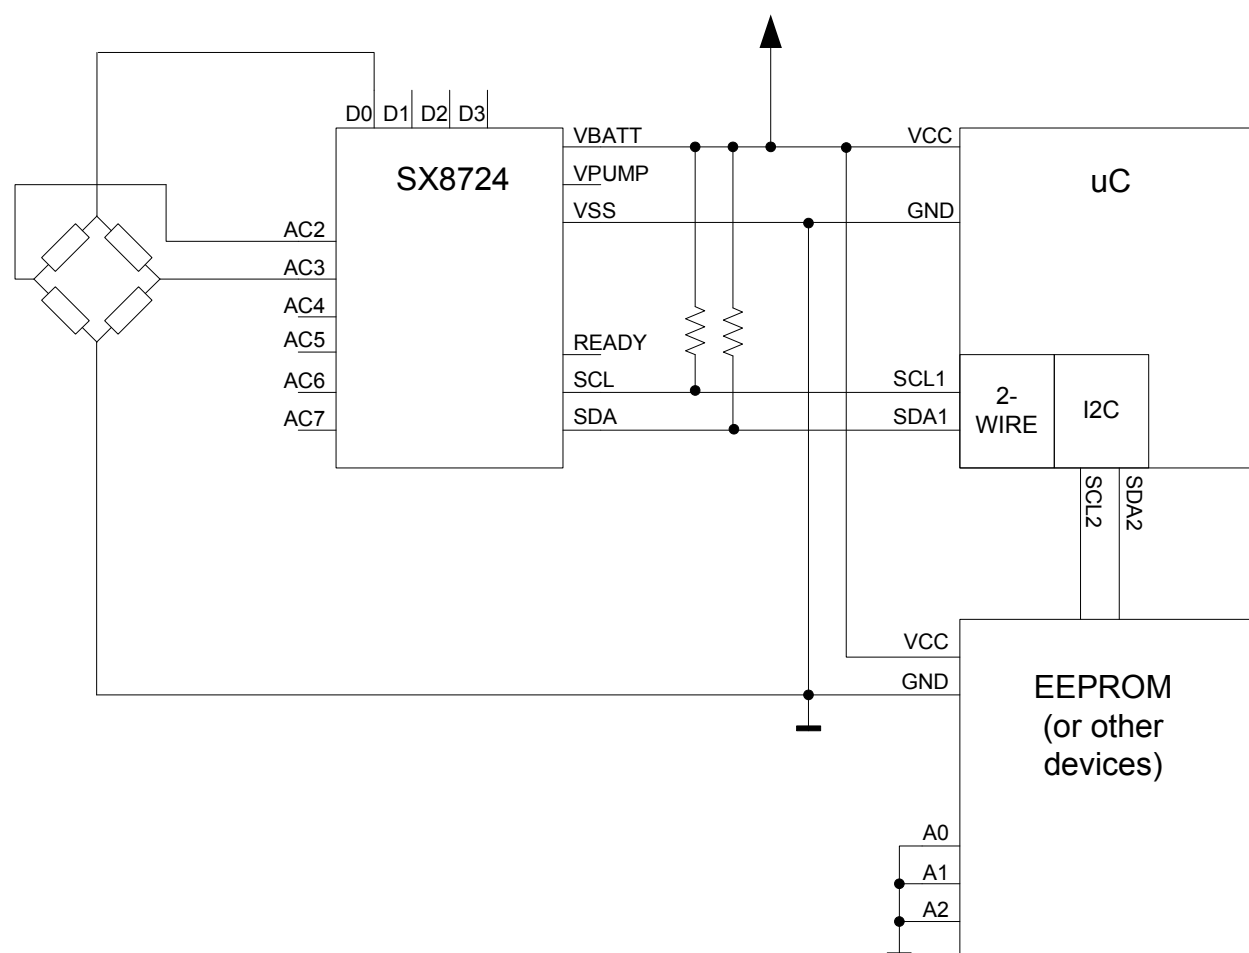 D0 D1 D2 D3
VBATT
VCC
SX8724
VPUMP
uC
VSS
GND
AC2
AC3
AC4
AC5
READY
AC6
SCL
SCL1
2-
WIRE
I2C
AC7
SDA
SDA1
SCL2
SDA2
VCC
GND
EEPROM
(or other
devices)
A0
A1
A2